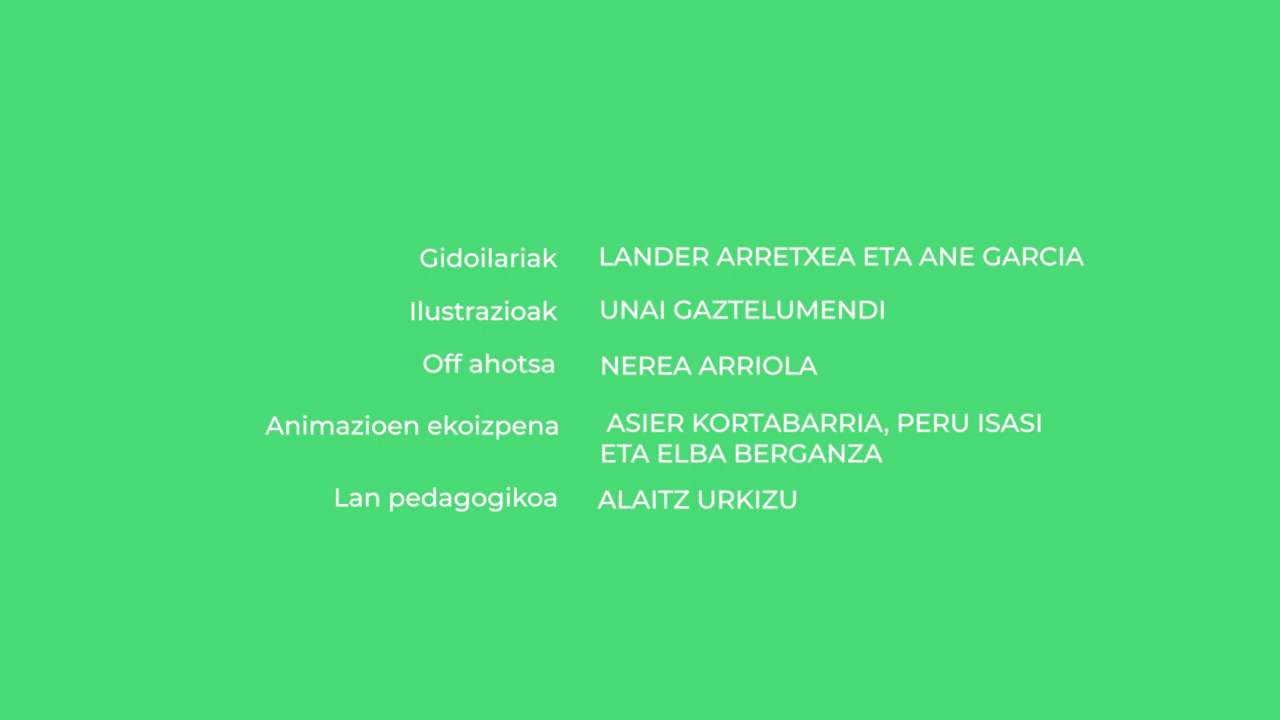 Gidoilariak LANDER ARRETXEA ETA ANE GARCIA
Ilustrazioak UNAI GAZTELUMENDI
Off ahotsa NEREA ARRIOLA
Animazioen ekoizpena ASIER KORTABARRIA, PERU ISASI
ETA ELBA BERGANZA
Lan pedagogikoa ALAITZ URKIZU